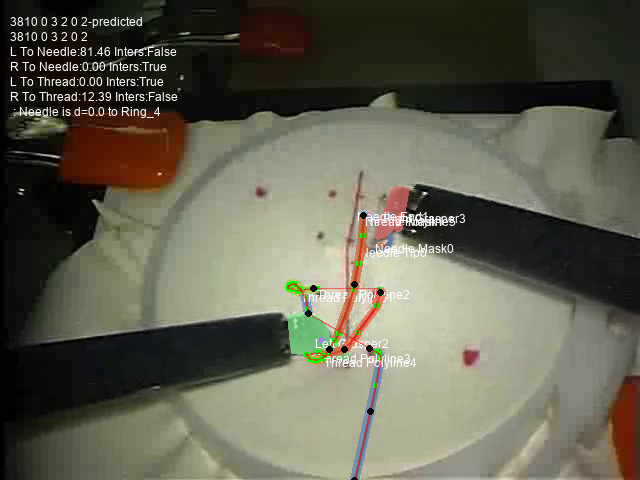 3810 0 3 2 0 2-predicted
3810 0 3 2 0 2
L To Needle:81.46 Inters:False
R To Needle:0.00 Inters:True
L To Thread:0.00 Inters:True
R To Thread:12.39 Inters:False
Needle is d=0.0 to Ring_4
Needle Mask0
Thread Polyline2
Left Grasper2
Thread Polyline3
Thread Polyline4